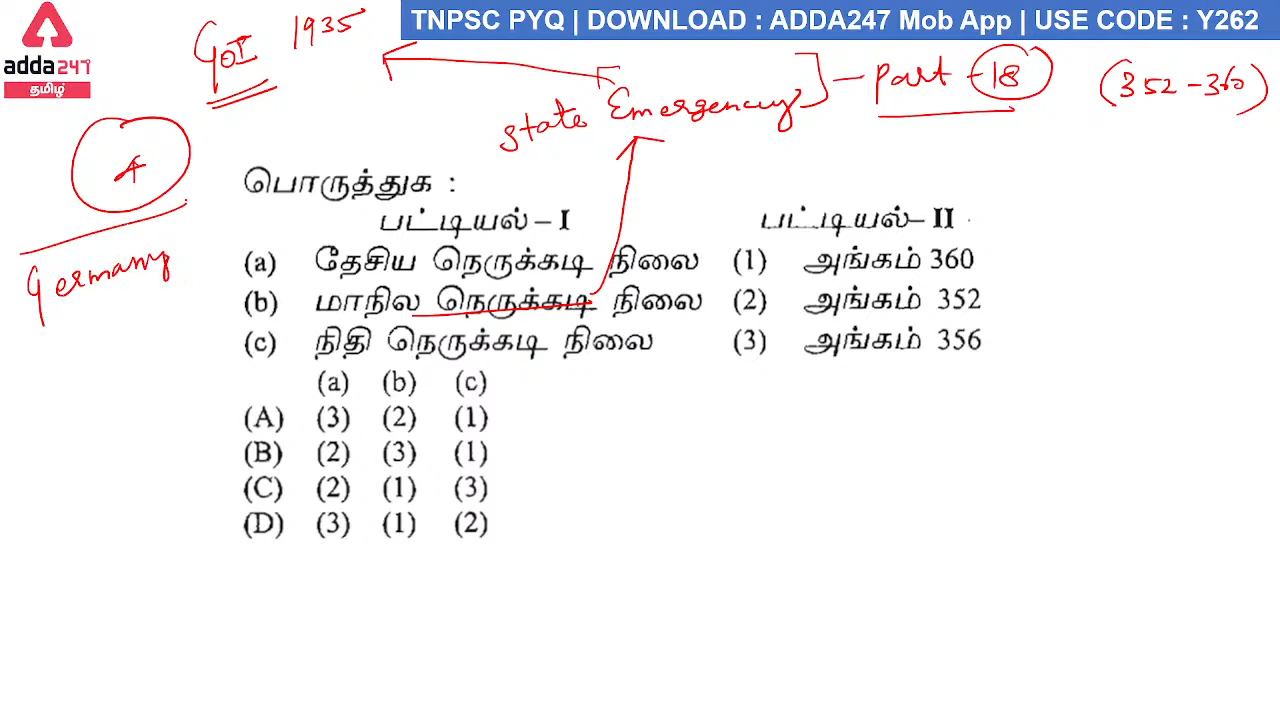 TNPSC PYQ | DOWNLOAD : ADDA247 Mob App | USE CODE : Y262
adda247
தமிழ்
GOI 1935
state Emergency
Part - 18
(352 - 360)
A
Germany
பொருத்துக :
பட்டியல் – I பட்டியல் – II
(a) தேசிய நெருக்கடி நிலை (1) அங்கம் 360
(b) மாநில நெருக்கடி நிலை (2) அங்கம் 352
(c) நிதி நெருக்கடி நிலை (3) அங்கம் 356
(a) (b) (c)
(A) (3) (2) (1)
(B) (2) (3) (1)
(C) (2) (1) (3)
(D) (3) (1) (2)